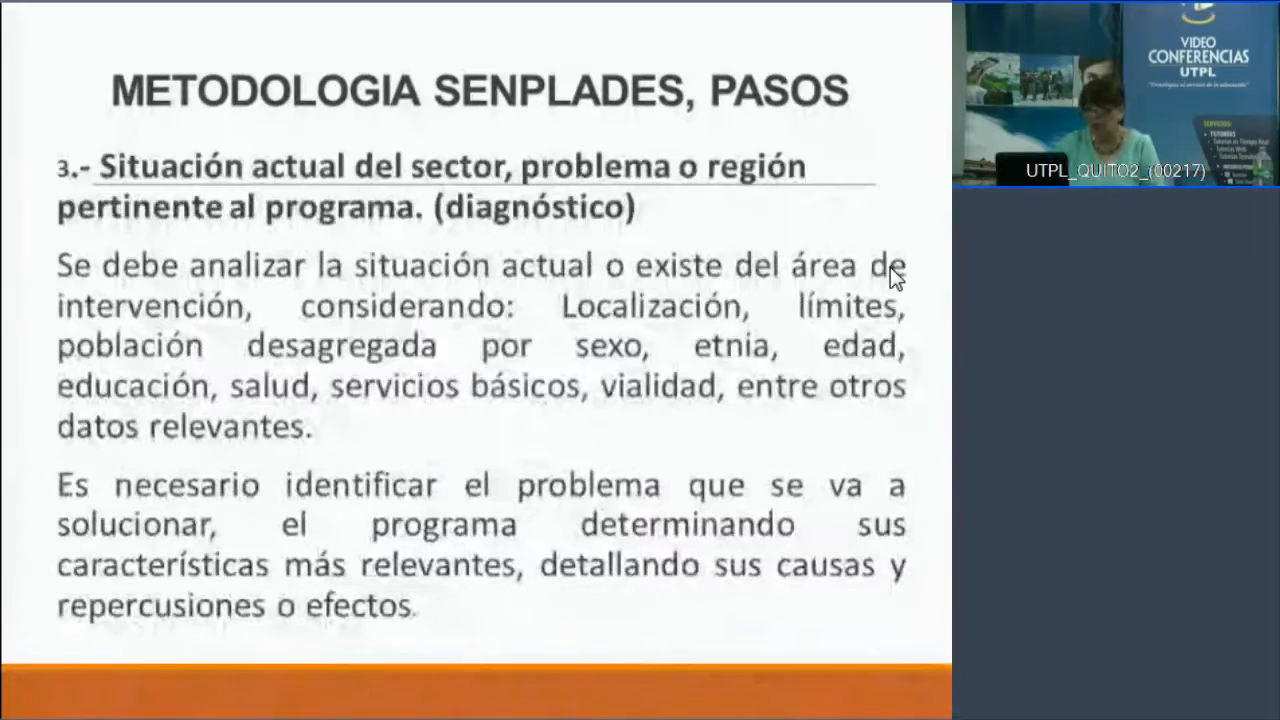 METODOLOGIA SENPLADES, PASOS
3.- Situación actual del sector, problema o región
pertinente al programa. (diagnóstico)
Se debe analizar la situación actual o existe del área de
intervención, considerando: Localización, límites,
población desagregada por sexo, etnia, edad,
educación, salud, servicios básicos, vialidad, entre otros
datos relevantes.
Es necesario identificar el problema que se va a
solucionar, el programa determinando sus
características más relevantes, detallando sus causas y
repercusiones o efectos.
VIDEO
CONFERENCIAS
UTPL
SERVICIOS:
TUTORÍAS
UTPL_QUITO2_(00217)